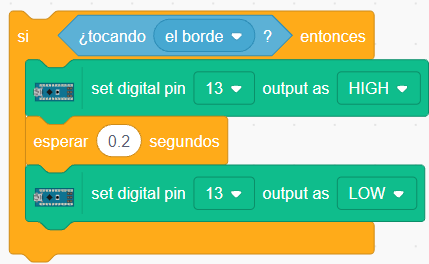 si ¿tocando el borde ? entonces
set digital pin 13 output as HIGH
esperar 0.2 segundos
set digital pin 13 output as LOW